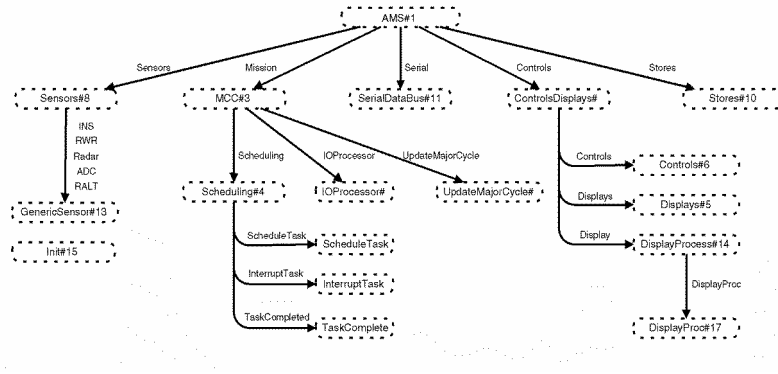 AMS#1
Sensors
Mission
Serial
Controls
Stores
Sensors#8
MCC#3
SerialDataBus#11
ControlsDisplays#
Stores#10
INS
RWR
Radar
ADC
RALT
Scheduling
IOProcessor
UpdateMajorCycle
Controls
Controls#6
Scheduling#4
IOProcessor#
UpdateMajorCycle#
Displays
Displays#5
GenericSensor#13
ScheduleTask
ScheduleTask
Display
DisplayProcess#14
Init#15
InterruptTask
InterruptTask
DisplayProc
TaskCompleted
TaskComplete
DisplayProc#17